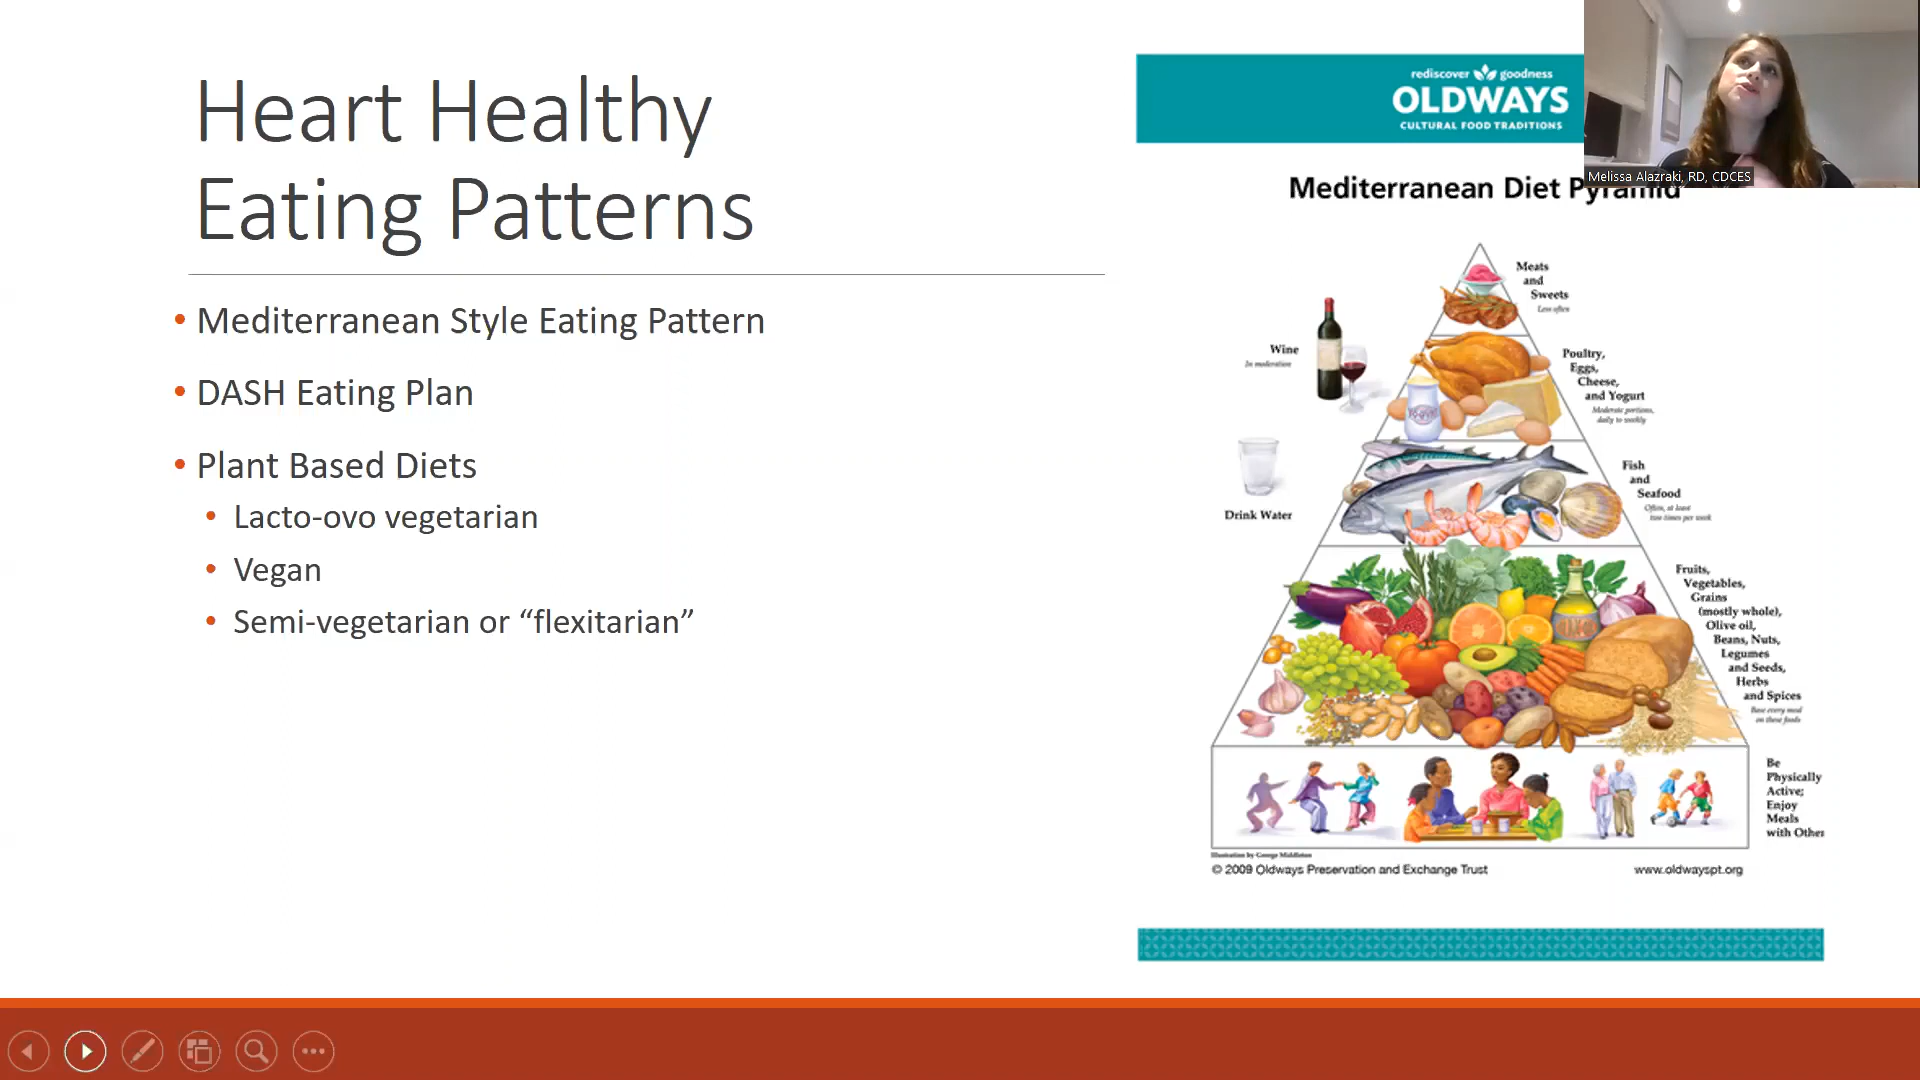 Heart Healthy
Eating Patterns
• Mediterranean Style Eating Pattern
• DASH Eating Plan
• Plant Based Diets
• Lacto-ovo vegetarian
• Vegan
• Semi-vegetarian or “flexitarian”
rediscover goodness
OLDWAYS
CULTURAL FOOD TRADITIONS
Melissa Alazraki, RD, CDCES
Mediterranean Diet Pyramid
Meats
and
Sweets
Less often
Wine
In moderation
Poultry,
Eggs,
Cheese,
and Yogurt
Moderate portions,
daily to weekly
Drink Water
Fish
and
Seafood
Often, at least
two times per week
Fruits,
Vegetables,
Grains
(mostly whole),
Olive oil,
Beans, Nuts,
Legumes
and Seeds,
Herbs
and Spices
Base every meal
on these foods
Be
Physically
Active;
Enjoy
Meals
with Other
Illustration by George Middleton
© 2009 Oldways Preservation and Exchange Trust
www.oldwayspt.org